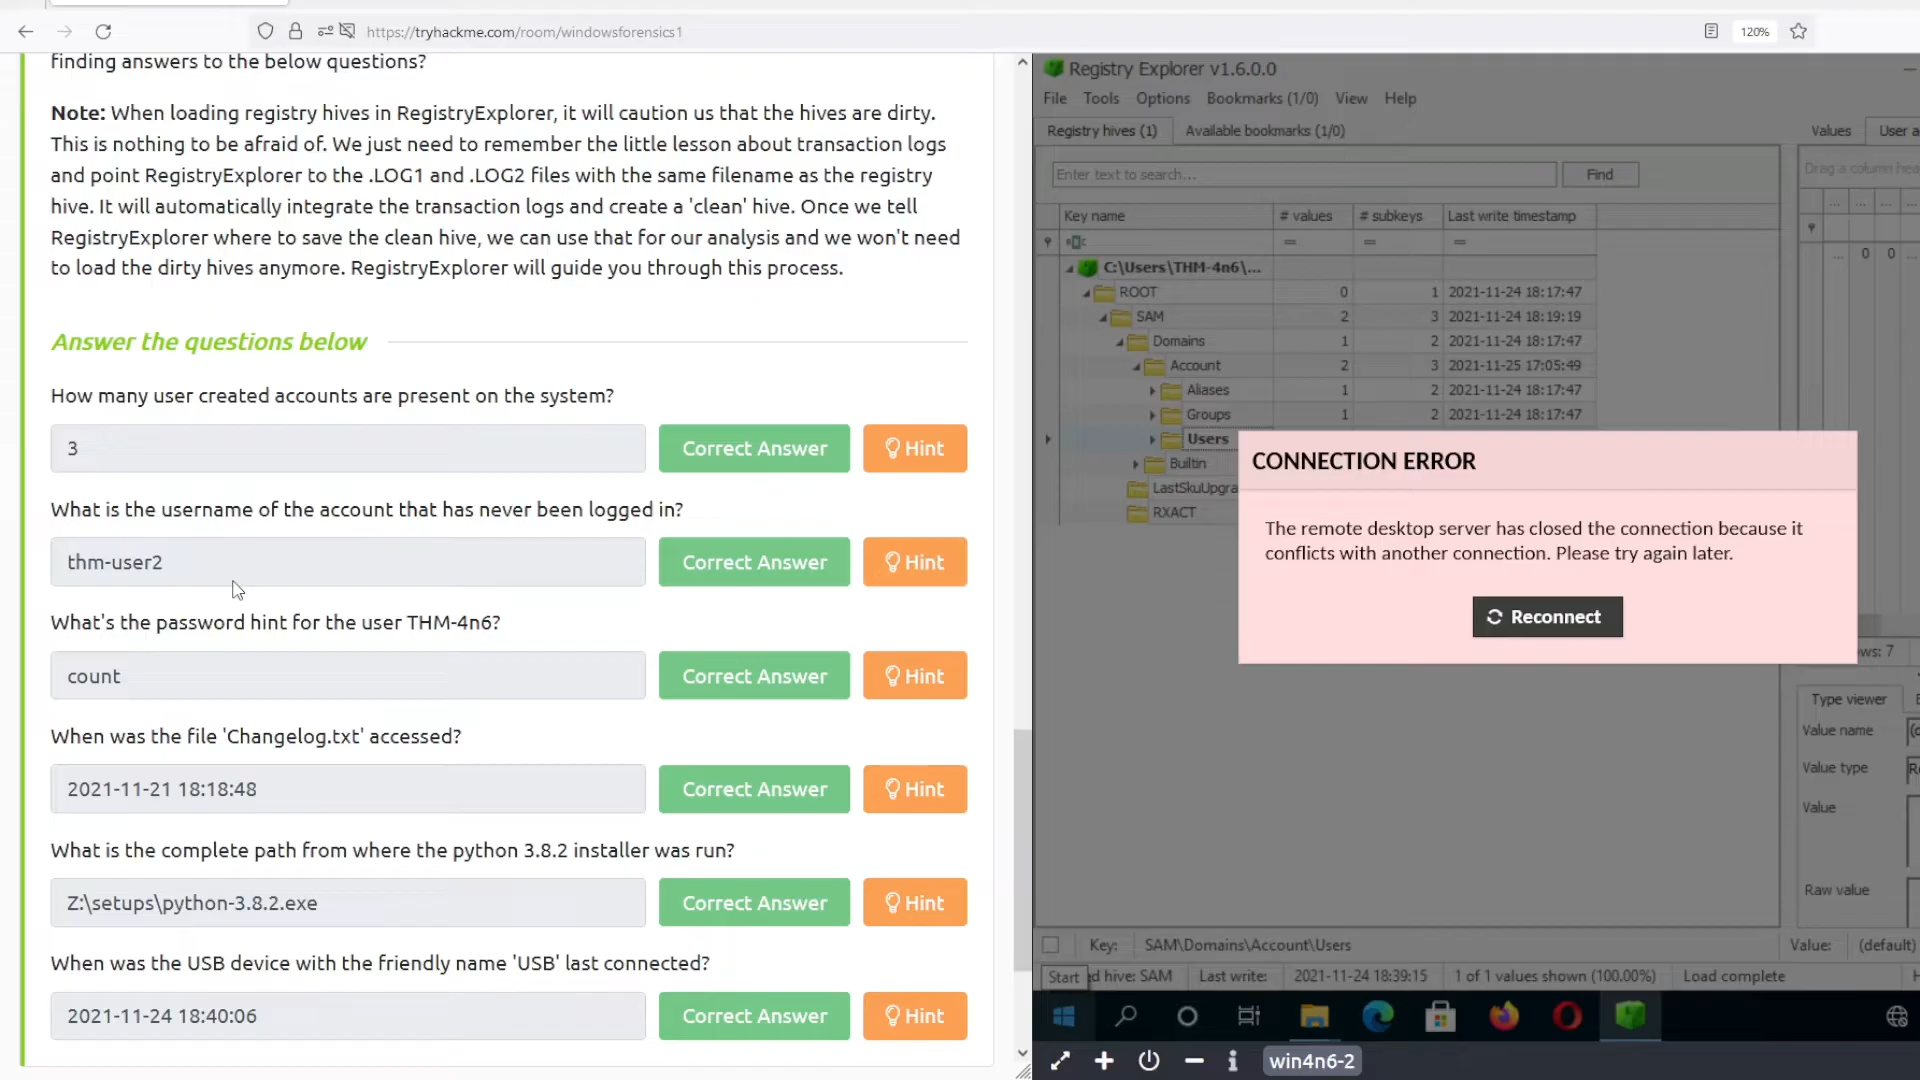 https://tryhackme.com/room/windowsforensics1
120%
finding answers to the below questions?
Note: When loading registry hives in RegistryExplorer, it will caution us that the hives are dirty.
This is nothing to be afraid of. We just need to remember the little lesson about transaction logs
and point RegistryExplorer to the .LOG1 and .LOG2 files with the same filename as the registry
hive. It will automatically integrate the transaction logs and create a 'clean' hive. Once we tell
RegistryExplorer where to save the clean hive, we can use that for our analysis and we won't need
to load the dirty hives anymore. RegistryExplorer will guide you through this process.
Answer the questions below
How many user created accounts are present on the system?
3
Correct Answer
Hint
What is the username of the account that has never been logged in?
thm-user2
Correct Answer
Hint
What's the password hint for the user THM-4n6?
count
Correct Answer
Hint
When was the file 'Changelog.txt' accessed?
2021-11-21 18:18:48
Correct Answer
Hint
What is the complete path from where the python 3.8.2 installer was run?
Z:\setups\python-3.8.2.exe
Correct Answer
Hint
When was the USB device with the friendly name 'USB' last connected?
2021-11-24 18:40:06
Correct Answer
Hint
Registry Explorer v1.6.0.0
File Tools Options Bookmarks (1/0) View Help
Registry hives (1) Available bookmarks (1/0)
Values User a
Enter text to search... Find
Drag a column hea
Key name # values # subkeys Last write timestamp
= = =
C:\Users\THM-4n6\...
ROOT 0 1 2021-11-24 18:17:47
SAM 2 3 2021-11-24 18:19:19
Domains 1 2 2021-11-24 18:17:47
Account 2 3 2021-11-25 17:05:49
Aliases 1 2 2021-11-24 18:17:47
Groups 1 2 2021-11-24 18:17:47
Users
Builtin
LastSkuUpgra
RXACT
... 0 0 ...
CONNECTION ERROR
The remote desktop server has closed the connection because it
conflicts with another connection. Please try again later.
Reconnect
ws: 7
Type viewer
Value name
Value type
Value
Raw value
Key: SAM\Domains\Account\Users
Value: (default)
Start
d hive: SAM Last write: 2021-11-24 18:39:15 1 of 1 values shown (100.00%) Load complete
win4n6-2